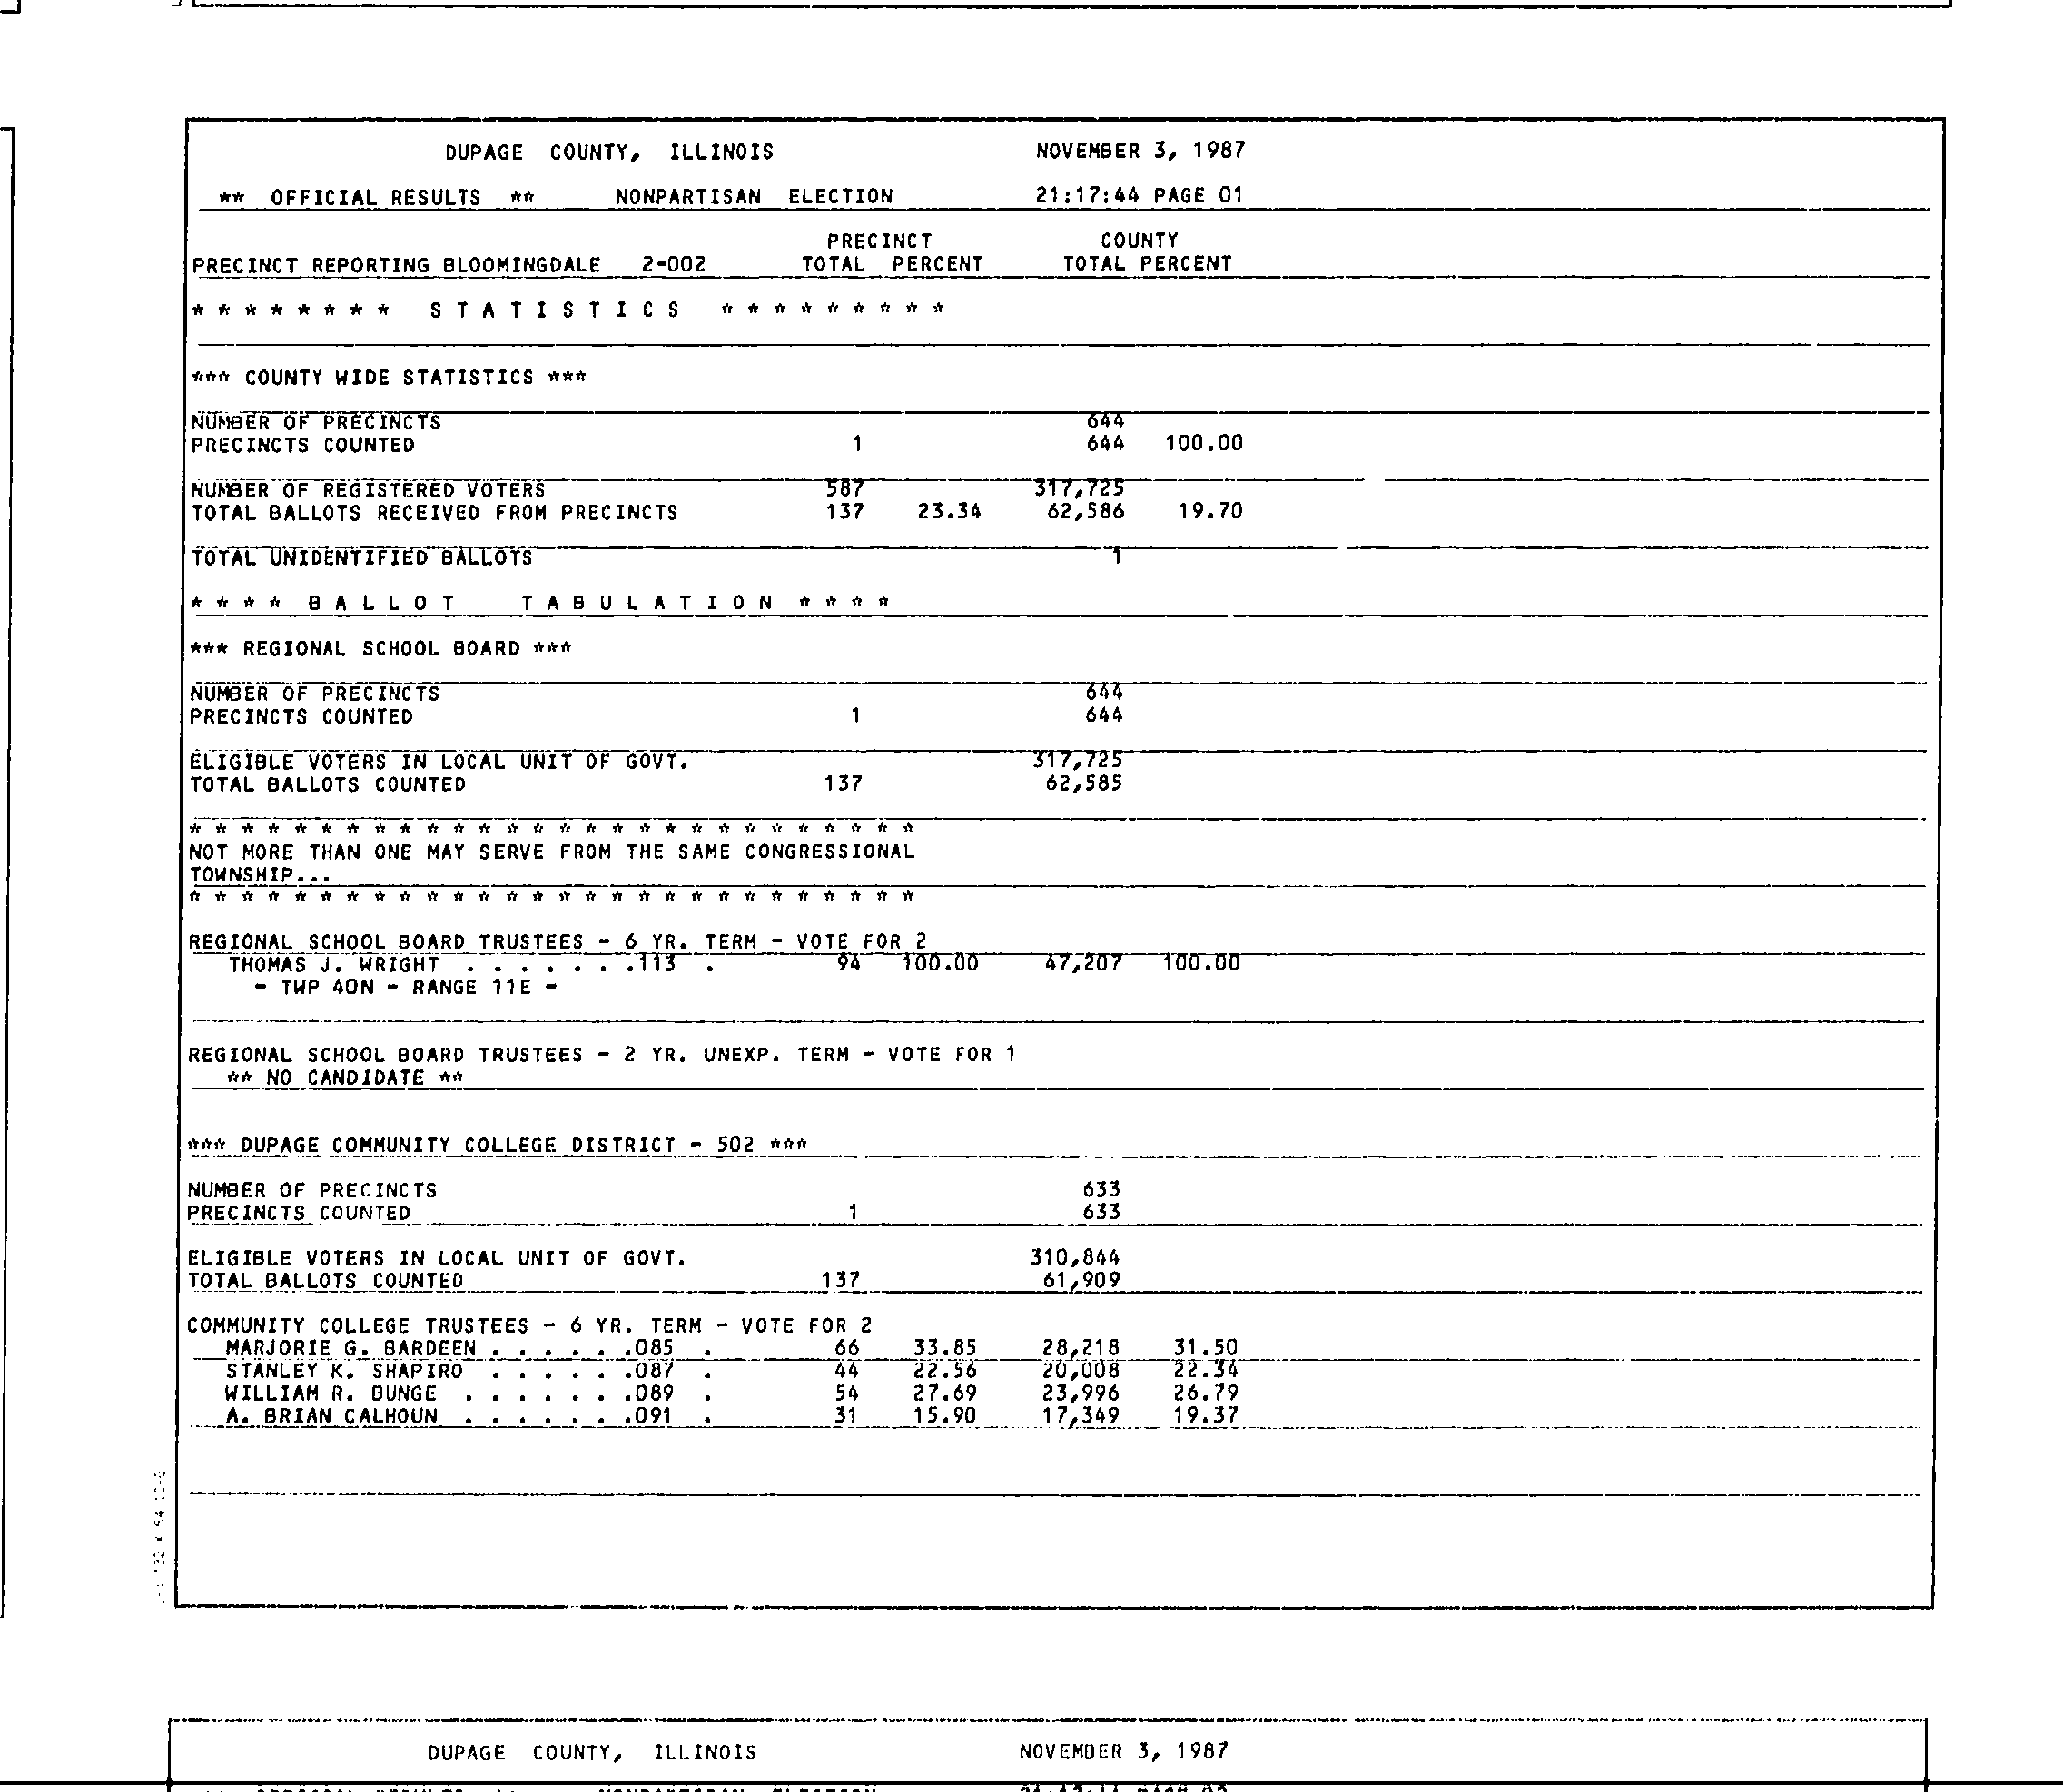 DUPAGE COUNTY, ILLINOIS NOVEMBER 3, 1987
** OFFICIAL RESULTS ** NONPARTISAN ELECTION 21:17:44 PAGE 01
PRECINCT COUNTY
PRECINCT REPORTING BLOOMINGDALE 2-002 TOTAL PERCENT TOTAL PERCENT
* * * * * * * * S T A T I S T I C S * * * * * * * * *
*** COUNTY WIDE STATISTICS ***
NUMBER OF PRECINCTS 644
PRECINCTS COUNTED 1 644 100.00
NUMBER OF REGISTERED VOTERS 587 317,725
TOTAL BALLOTS RECEIVED FROM PRECINCTS 137 23.34 62,586 19.70
TOTAL UNIDENTIFIED BALLOTS 1
* * * * B A L L O T T A B U L A T I O N * * * *
*** REGIONAL SCHOOL BOARD ***
NUMBER OF PRECINCTS 644
PRECINCTS COUNTED 1 644
ELIGIBLE VOTERS IN LOCAL UNIT OF GOVT. 317,725
TOTAL BALLOTS COUNTED 137 62,585
* * * * * * * * * * * * * * * * * * * * * * * * * * * *
NOT MORE THAN ONE MAY SERVE FROM THE SAME CONGRESSIONAL
TOWNSHIP...
* * * * * * * * * * * * * * * * * * * * * * * * * * * *
REGIONAL SCHOOL BOARD TRUSTEES - 6 YR. TERM - VOTE FOR 2
THOMAS J. WRIGHT . . . . . . .113 . 94 100.00 47,207 100.00
- TWP 40N - RANGE 11E -
REGIONAL SCHOOL BOARD TRUSTEES - 2 YR. UNEXP. TERM - VOTE FOR 1
** NO CANDIDATE **
*** DUPAGE COMMUNITY COLLEGE DISTRICT - 502 ***
NUMBER OF PRECINCTS 633
PRECINCTS COUNTED 1 633
ELIGIBLE VOTERS IN LOCAL UNIT OF GOVT. 310,844
TOTAL BALLOTS COUNTED 137 61,909
COMMUNITY COLLEGE TRUSTEES - 6 YR. TERM - VOTE FOR 2
MARJORIE G. BARDEEN . . . . . .085 . 66 33.85 28,218 31.50
STANLEY K. SHAPIRO . . . . . .087 . 44 22.56 20,008 22.34
WILLIAM R. BUNGE . . . . . . .089 . 54 27.69 23,996 26.79
A. BRIAN CALHOUN . . . . . . .091 . 31 15.90 17,349 19.37
DUPAGE COUNTY, ILLINOIS NOVEMBER 3, 1987